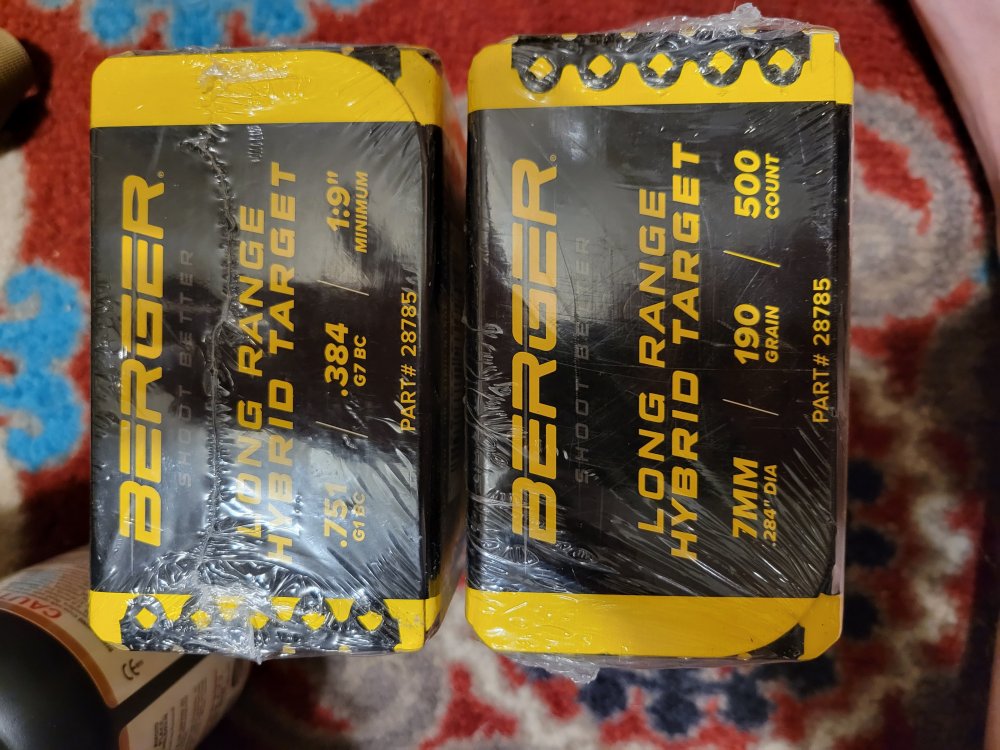 BERGER®
SHOOT BETTER
LONG RANGE
HYBRID TARGET
.751 / .384 / 1:9"
G1 BC G7 BC MINIMUM
PART# 28785
BERGER®
SHOOT BETTER
LONG RANGE
HYBRID TARGET
7MM / 190 / 500
.284" DIA GRAIN COUNT
PART# 28785
CE